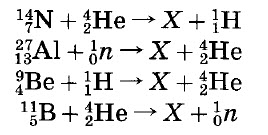 ¹⁴₇N + ⁴₂He → X + ¹₁H
²⁷₁₃Al + ¹₀n → X + ⁴₂He
⁹₄Be + ¹₁H → X + ⁴₂He
¹¹₅B + ⁴₂He → X + ¹₀n